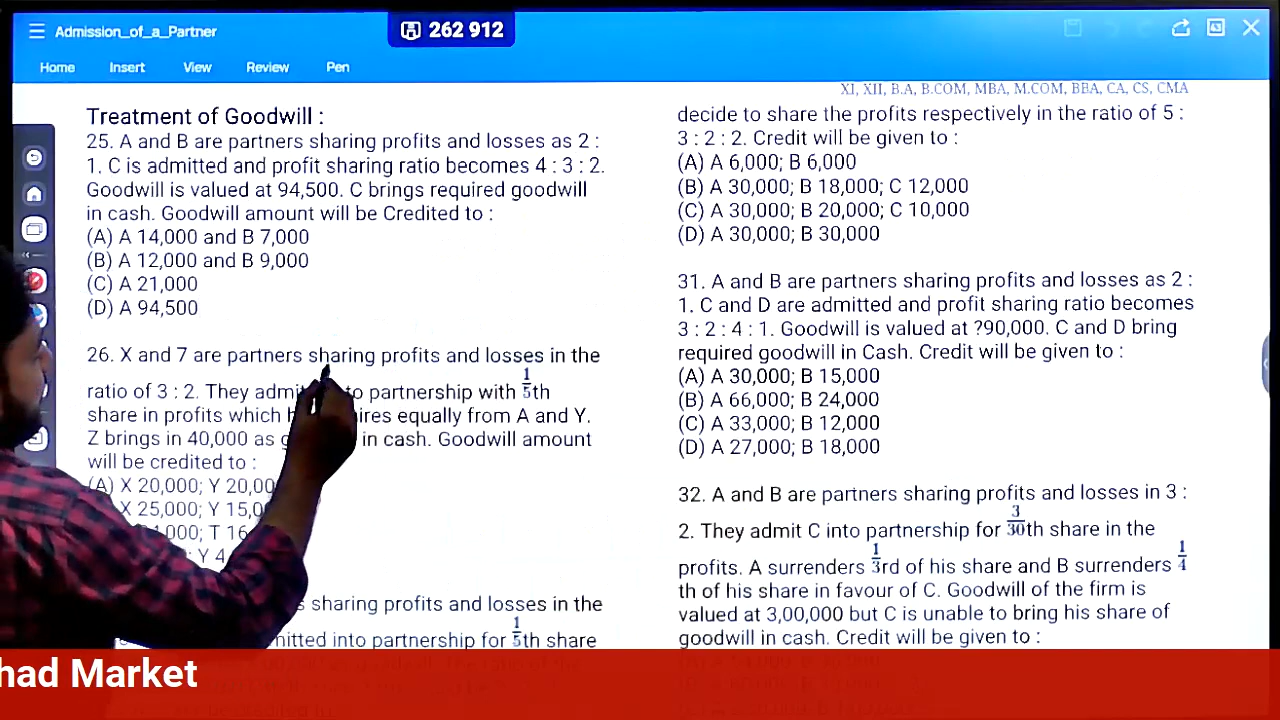 Admission_of_a_Partner
262 912
Home Insert View Review Pen
XI, XII, B.A, B.COM, MBA, M.COM, BBA, CA, CS, CMA
Treatment of Goodwill :
25. A and B are partners sharing profits and losses as 2 :
1. C is admitted and profit sharing ratio becomes 4 : 3 : 2.
Goodwill is valued at 94,500. C brings required goodwill
in cash. Goodwill amount will be Credited to :
(A) A 14,000 and B 7,000
(B) A 12,000 and B 9,000
(C) A 21,000
(D) A 94,500
26. X and 7 are partners sharing profits and losses in the
ratio of 3 : 2. They partnership with 1/5th
share in profits which equally from A and Y.
Z brings in 40,000 as in cash. Goodwill amount
will be credited to :
(A) X 20,000; Y
X 25,000; Y
T
Y 4
sharing profits and losses in the
into partnership for 1/5th share
decide to share the profits respectively in the ratio of 5 :
3 : 2 : 2. Credit will be given to :
(A) A 6,000; B 6,000
(B) A 30,000; B 18,000; C 12,000
(C) A 30,000; B 20,000; C 10,000
(D) A 30,000; B 30,000
31. A and B are partners sharing profits and losses as 2 :
1. C and D are admitted and profit sharing ratio becomes
3 : 2 : 4 : 1. Goodwill is valued at ?90,000. C and D bring
required goodwill in Cash. Credit will be given to :
(A) A 30,000; B 15,000
(B) A 66,000; B 24,000
(C) A 33,000; B 12,000
(D) A 27,000; B 18,000
32. A and B are partners sharing profits and losses in 3 :
2. They admit C into partnership for 3/30th share in the
profits. A surrenders 1/3rd of his share and B surrenders 1/4
th of his share in favour of C. Goodwill of the firm is
valued at 3,00,000 but C is unable to bring his share of
goodwill in cash. Credit will be given to :
Market